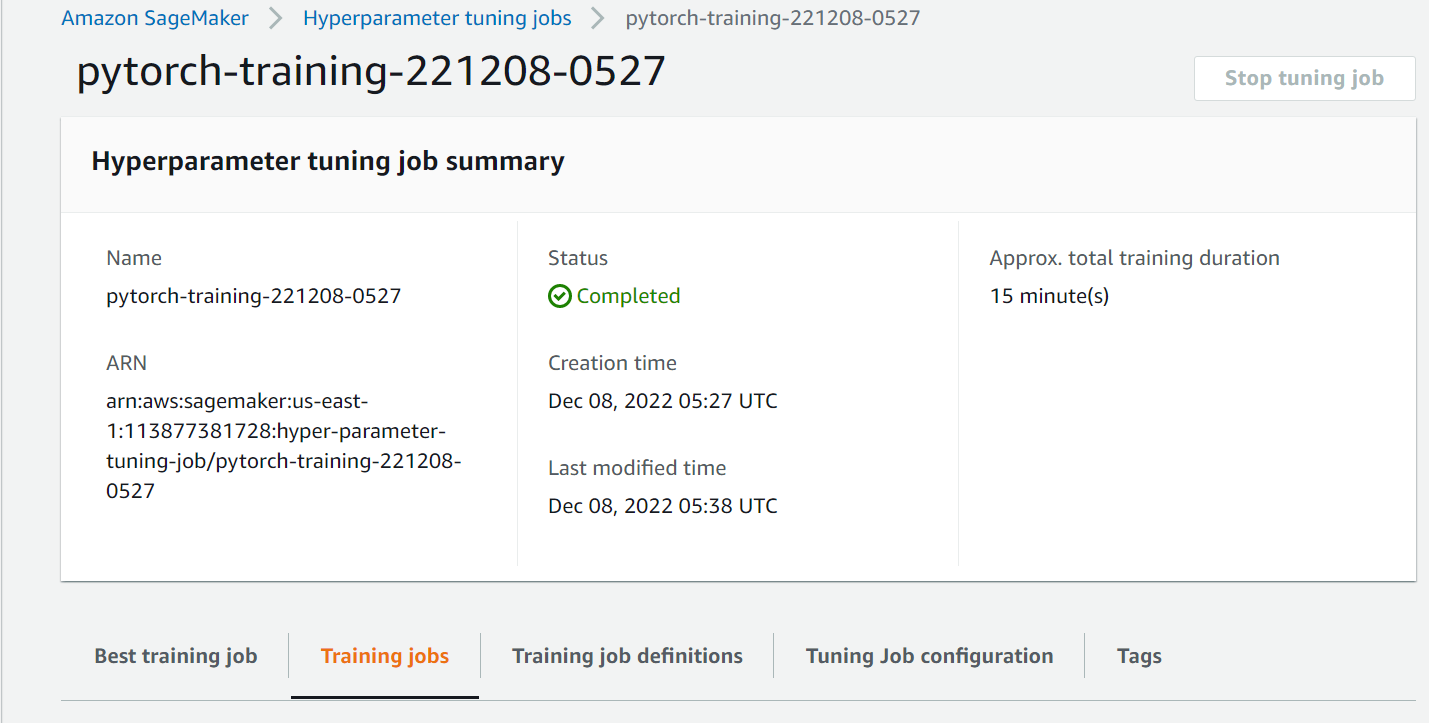 Amazon SageMaker > Hyperparameter tuning jobs > pytorch-training-221208-0527
pytorch-training-221208-0527
Stop tuning job
Hyperparameter tuning job summary
Name
pytorch-training-221208-0527
ARN
arn:aws:sagemaker:us-east-
1:113877381728:hyper-parameter-
tuning-job/pytorch-training-221208-
0527
Status
Completed
Creation time
Dec 08, 2022 05:27 UTC
Last modified time
Dec 08, 2022 05:38 UTC
Approx. total training duration
15 minute(s)
Best training job
Training jobs
Training job definitions
Tuning Job configuration
Tags